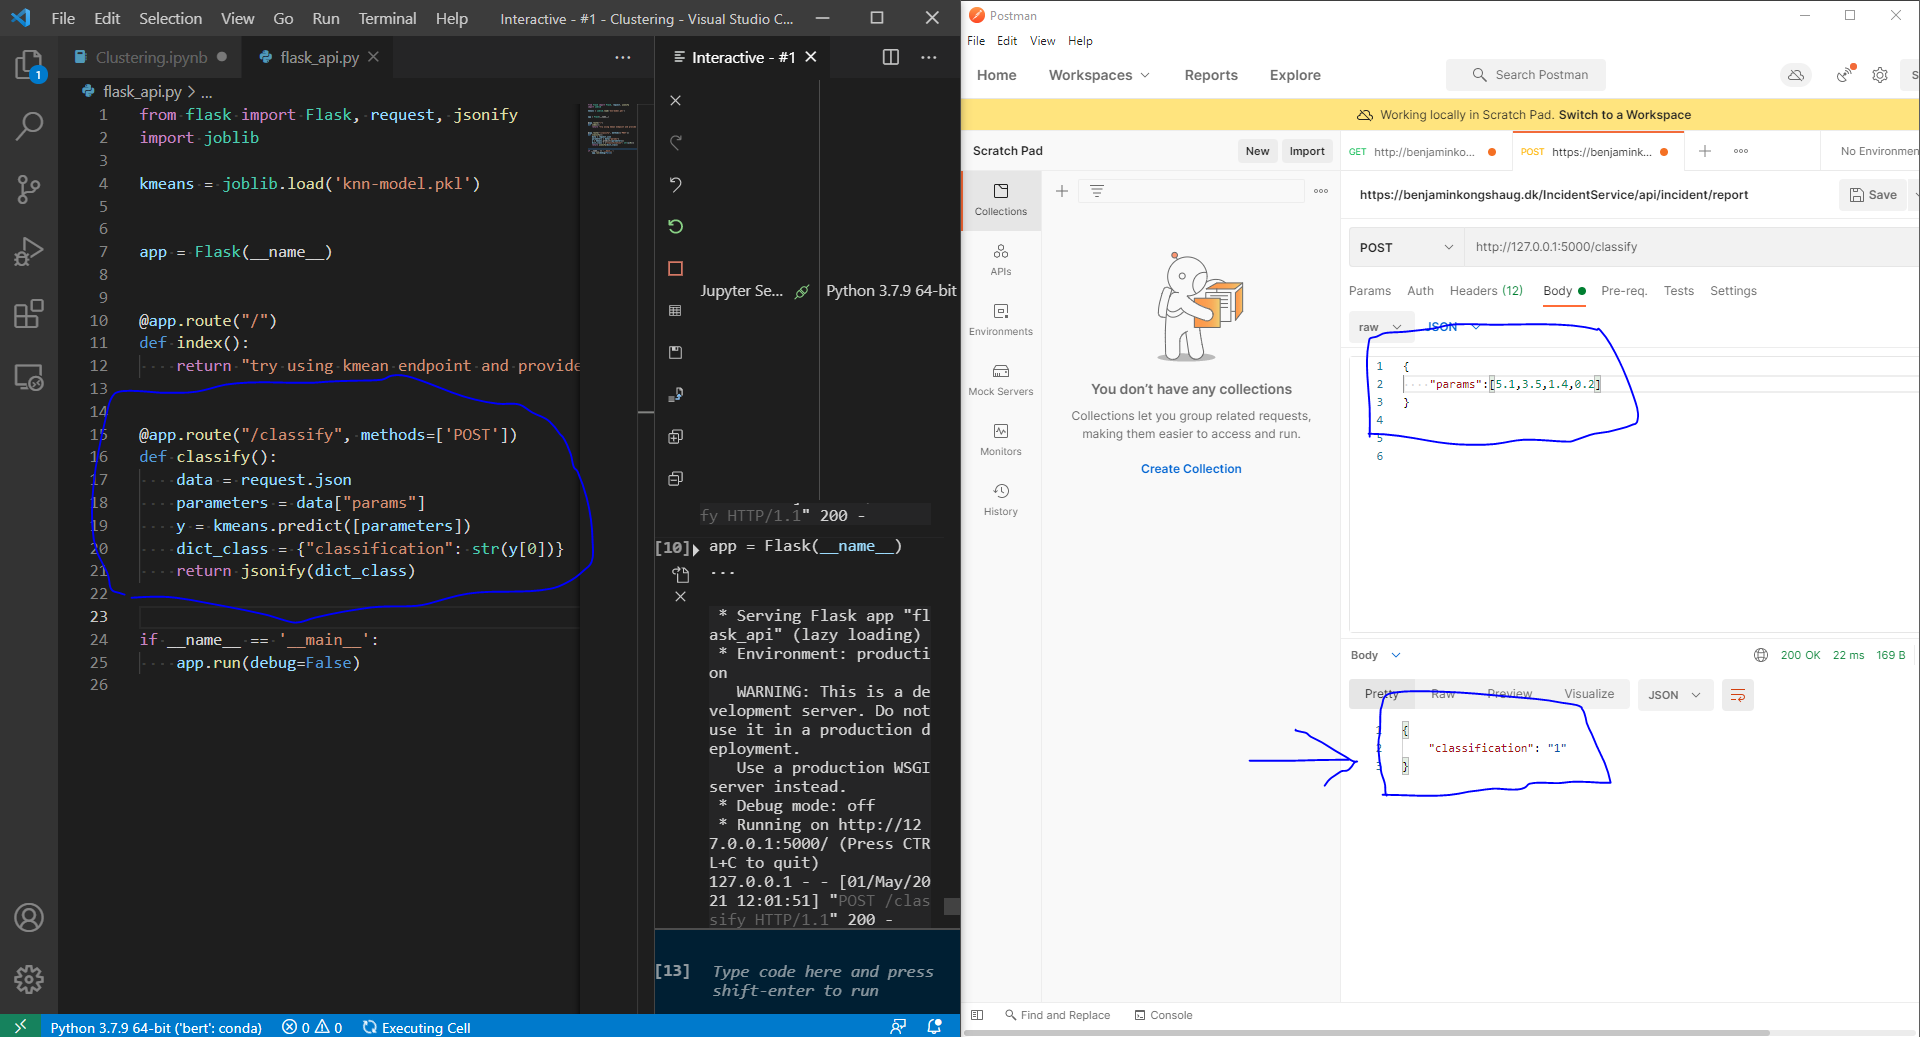 File Edit Selection View Go Run Terminal Help Interactive - #1 - Clustering - Visual Studio C...
1
Clustering.ipynb flask_api.py
flask_api.py > ...
1 from flask import Flask, request, jsonify
2 import joblib
3
4 kmeans = joblib.load('knn-model.pkl')
5
6
7 app = Flask(__name__)
8
9
10 @app.route("/")
11 def index():
12 return "try using kmean endpoint and provide
13
14
15 @app.route("/classify", methods=['POST'])
16 def classify():
17 data = request.json
18 parameters = data["params"]
19 y = kmeans.predict([parameters])
20 dict_class = {"classification": str(y[0])}
21 return jsonify(dict_class)
22
23
24 if __name__ == '__main__':
25 app.run(debug=False)
26
Interactive - #1
Jupyter Se... Python 3.7.9 64-bit
fy HTTP/1.1" 200 -
[10] app = Flask(__name__)
...
* Serving Flask app "fl
ask_api" (lazy loading)
* Environment: producti
on
WARNING: This is a de
velopment server. Do not
use it in a production d
eployment.
Use a production WSGI
server instead.
* Debug mode: off
* Running on http://12
7.0.0.1:5000/ (Press CTR
L+C to quit)
127.0.0.1 - - [01/May/20
21 12:01:51] "POST /clas
sify HTTP/1.1" 200 -
[13] Type code here and press
shift-enter to run
Python 3.7.9 64-bit ('bert': conda) 0 0 Executing Cell
Postman
File Edit View Help
Home Workspaces Reports Explore Search Postman
Working locally in Scratch Pad. Switch to a Workspace
Scratch Pad New Import
GET http://benjaminko... POST https://benjamink... No Environmen
Collections
APIs
Environments
Mock Servers
Monitors
History
You don't have any collections
Collections let you group related requests,
making them easier to access and run.
Create Collection
https://benjaminkongshaug.dk/IncidentService/api/incident/report Save
POST http://127.0.0.1:5000/classify
Params Auth Headers (12) Body Pre-req. Tests Settings
raw JSON
1 {
2 "params":[5.1,3.5,1.4,0.2]
3 }
4
5
6
Body 200 OK 22 ms 169 B
Pretty Raw Preview Visualize JSON
1 {
2 "classification": "1"
3 }
Find and Replace Console